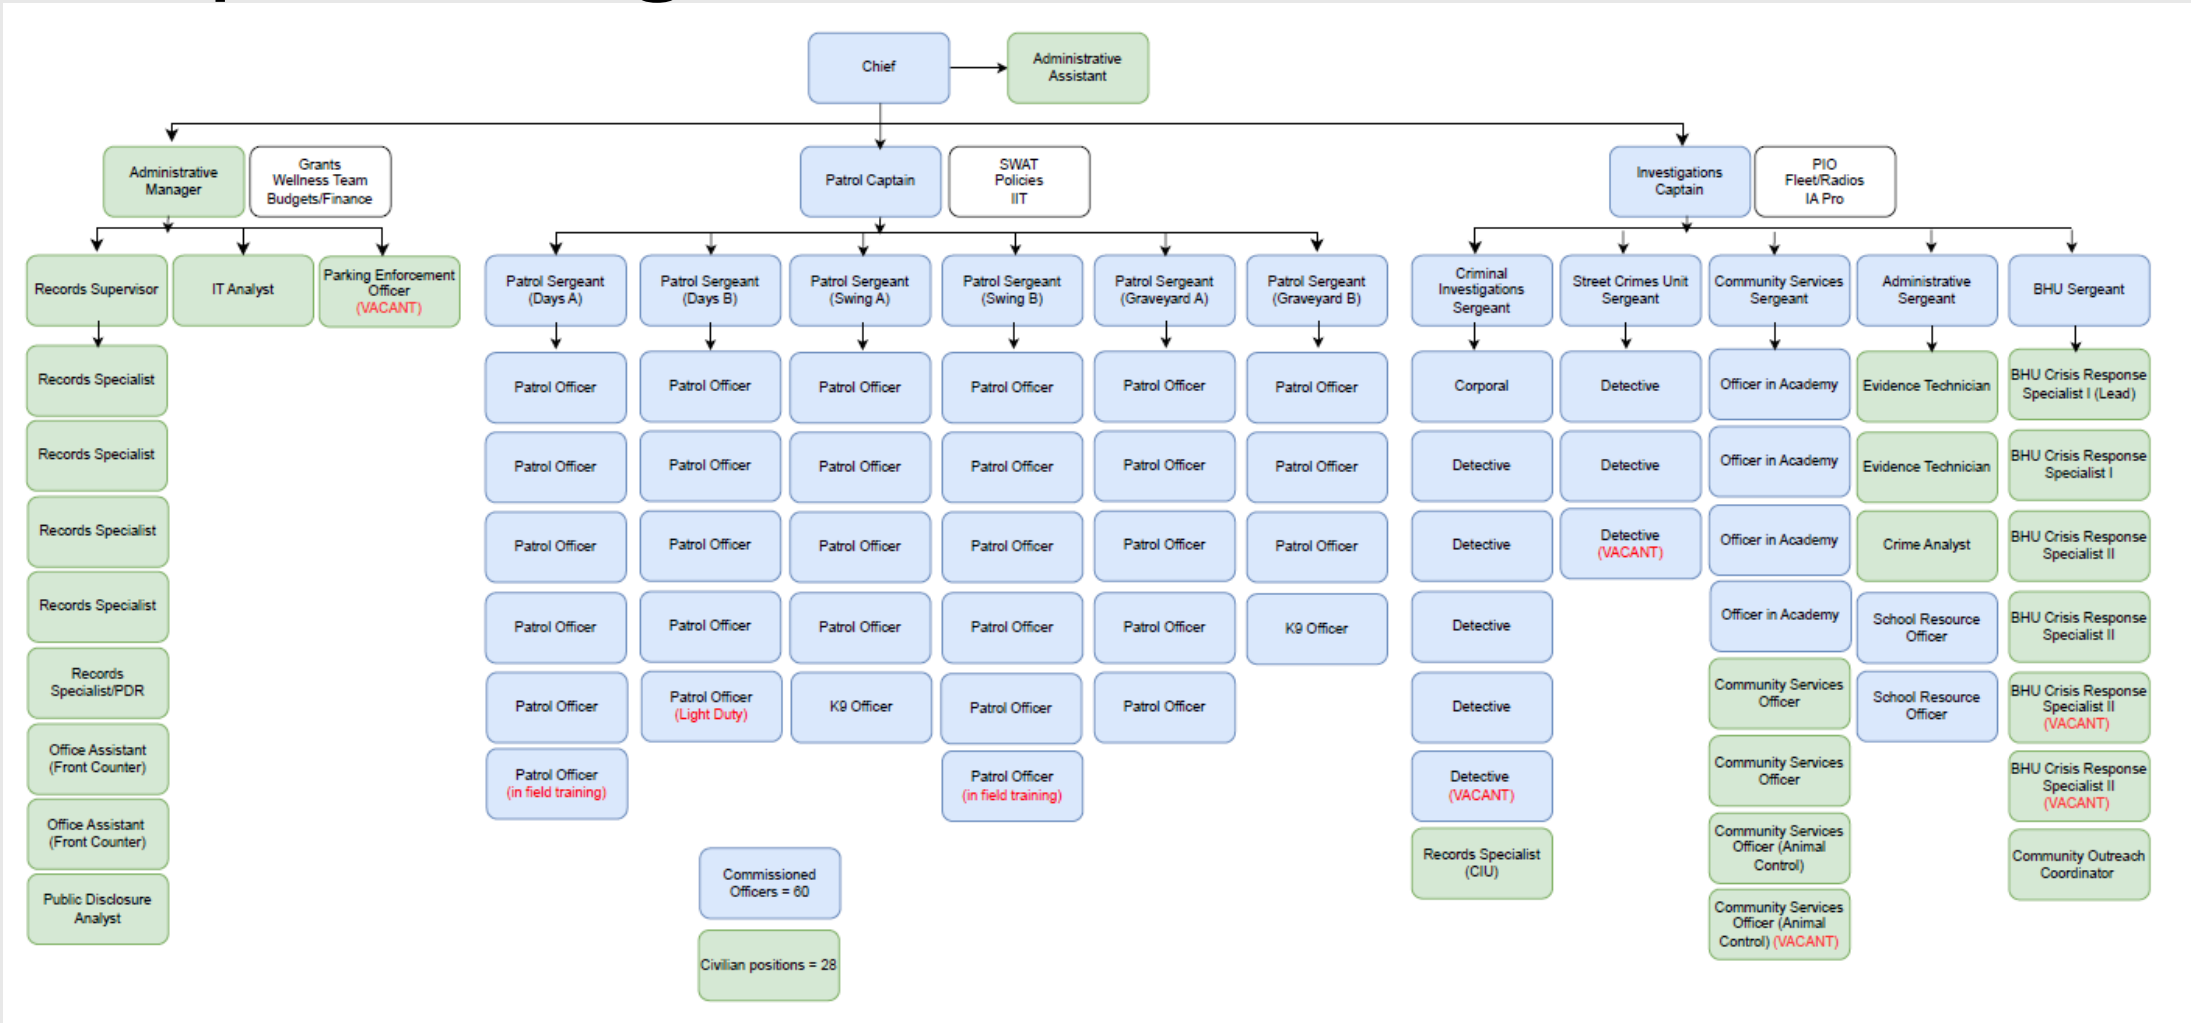 Chief
Administrative
Assistant
Administrative
Manager
Grants
Wellness Team
Budgets/Finance
Patrol Captain
SWAT
Policies
IIT
Investigations
Captain
PIO
Fleet/Radios
IA Pro
Records Supervisor
IT Analyst
Parking Enforcement
Officer
(VACANT)
Patrol Sergeant
(Days A)
Patrol Sergeant
(Days B)
Patrol Sergeant
(Swing A)
Patrol Sergeant
(Swing B)
Patrol Sergeant
(Graveyard A)
Patrol Sergeant
(Graveyard B)
Criminal
Investigations
Sergeant
Street Crimes Unit
Sergeant
Community Services
Sergeant
Administrative
Sergeant
BHU Sergeant
Records Specialist
Records Specialist
Records Specialist
Records Specialist
Records
Specialist/PDR
Office Assistant
(Front Counter)
Office Assistant
(Front Counter)
Public Disclosure
Analyst
Patrol Officer
Patrol Officer
Patrol Officer
Patrol Officer
Patrol Officer
Patrol Officer
(in field training)
Patrol Officer
Patrol Officer
Patrol Officer
Patrol Officer
Patrol Officer
(Light Duty)
Patrol Officer
Patrol Officer
Patrol Officer
Patrol Officer
K9 Officer
Patrol Officer
Patrol Officer
Patrol Officer
Patrol Officer
Patrol Officer
Patrol Officer
(in field training)
Patrol Officer
Patrol Officer
Patrol Officer
Patrol Officer
Patrol Officer
Patrol Officer
Patrol Officer
Patrol Officer
K9 Officer
Corporal
Detective
Detective
Detective
Detective
Detective
(VACANT)
Records Specialist
(CIU)
Detective
Detective
Detective
(VACANT)
Officer in Academy
Officer in Academy
Officer in Academy
Officer in Academy
Community Services
Officer
Community Services
Officer
Community Services
Officer (Animal
Control)
Community Services
Officer (Animal
Control) (VACANT)
Evidence Technician
Evidence Technician
Crime Analyst
School Resource
Officer
School Resource
Officer
BHU Crisis Response
Specialist I (Lead)
BHU Crisis Response
Specialist I
BHU Crisis Response
Specialist II
BHU Crisis Response
Specialist II
BHU Crisis Response
Specialist II
(VACANT)
BHU Crisis Response
Specialist II
(VACANT)
Community Outreach
Coordinator
Commissioned
Officers = 60
Civilian positions = 28